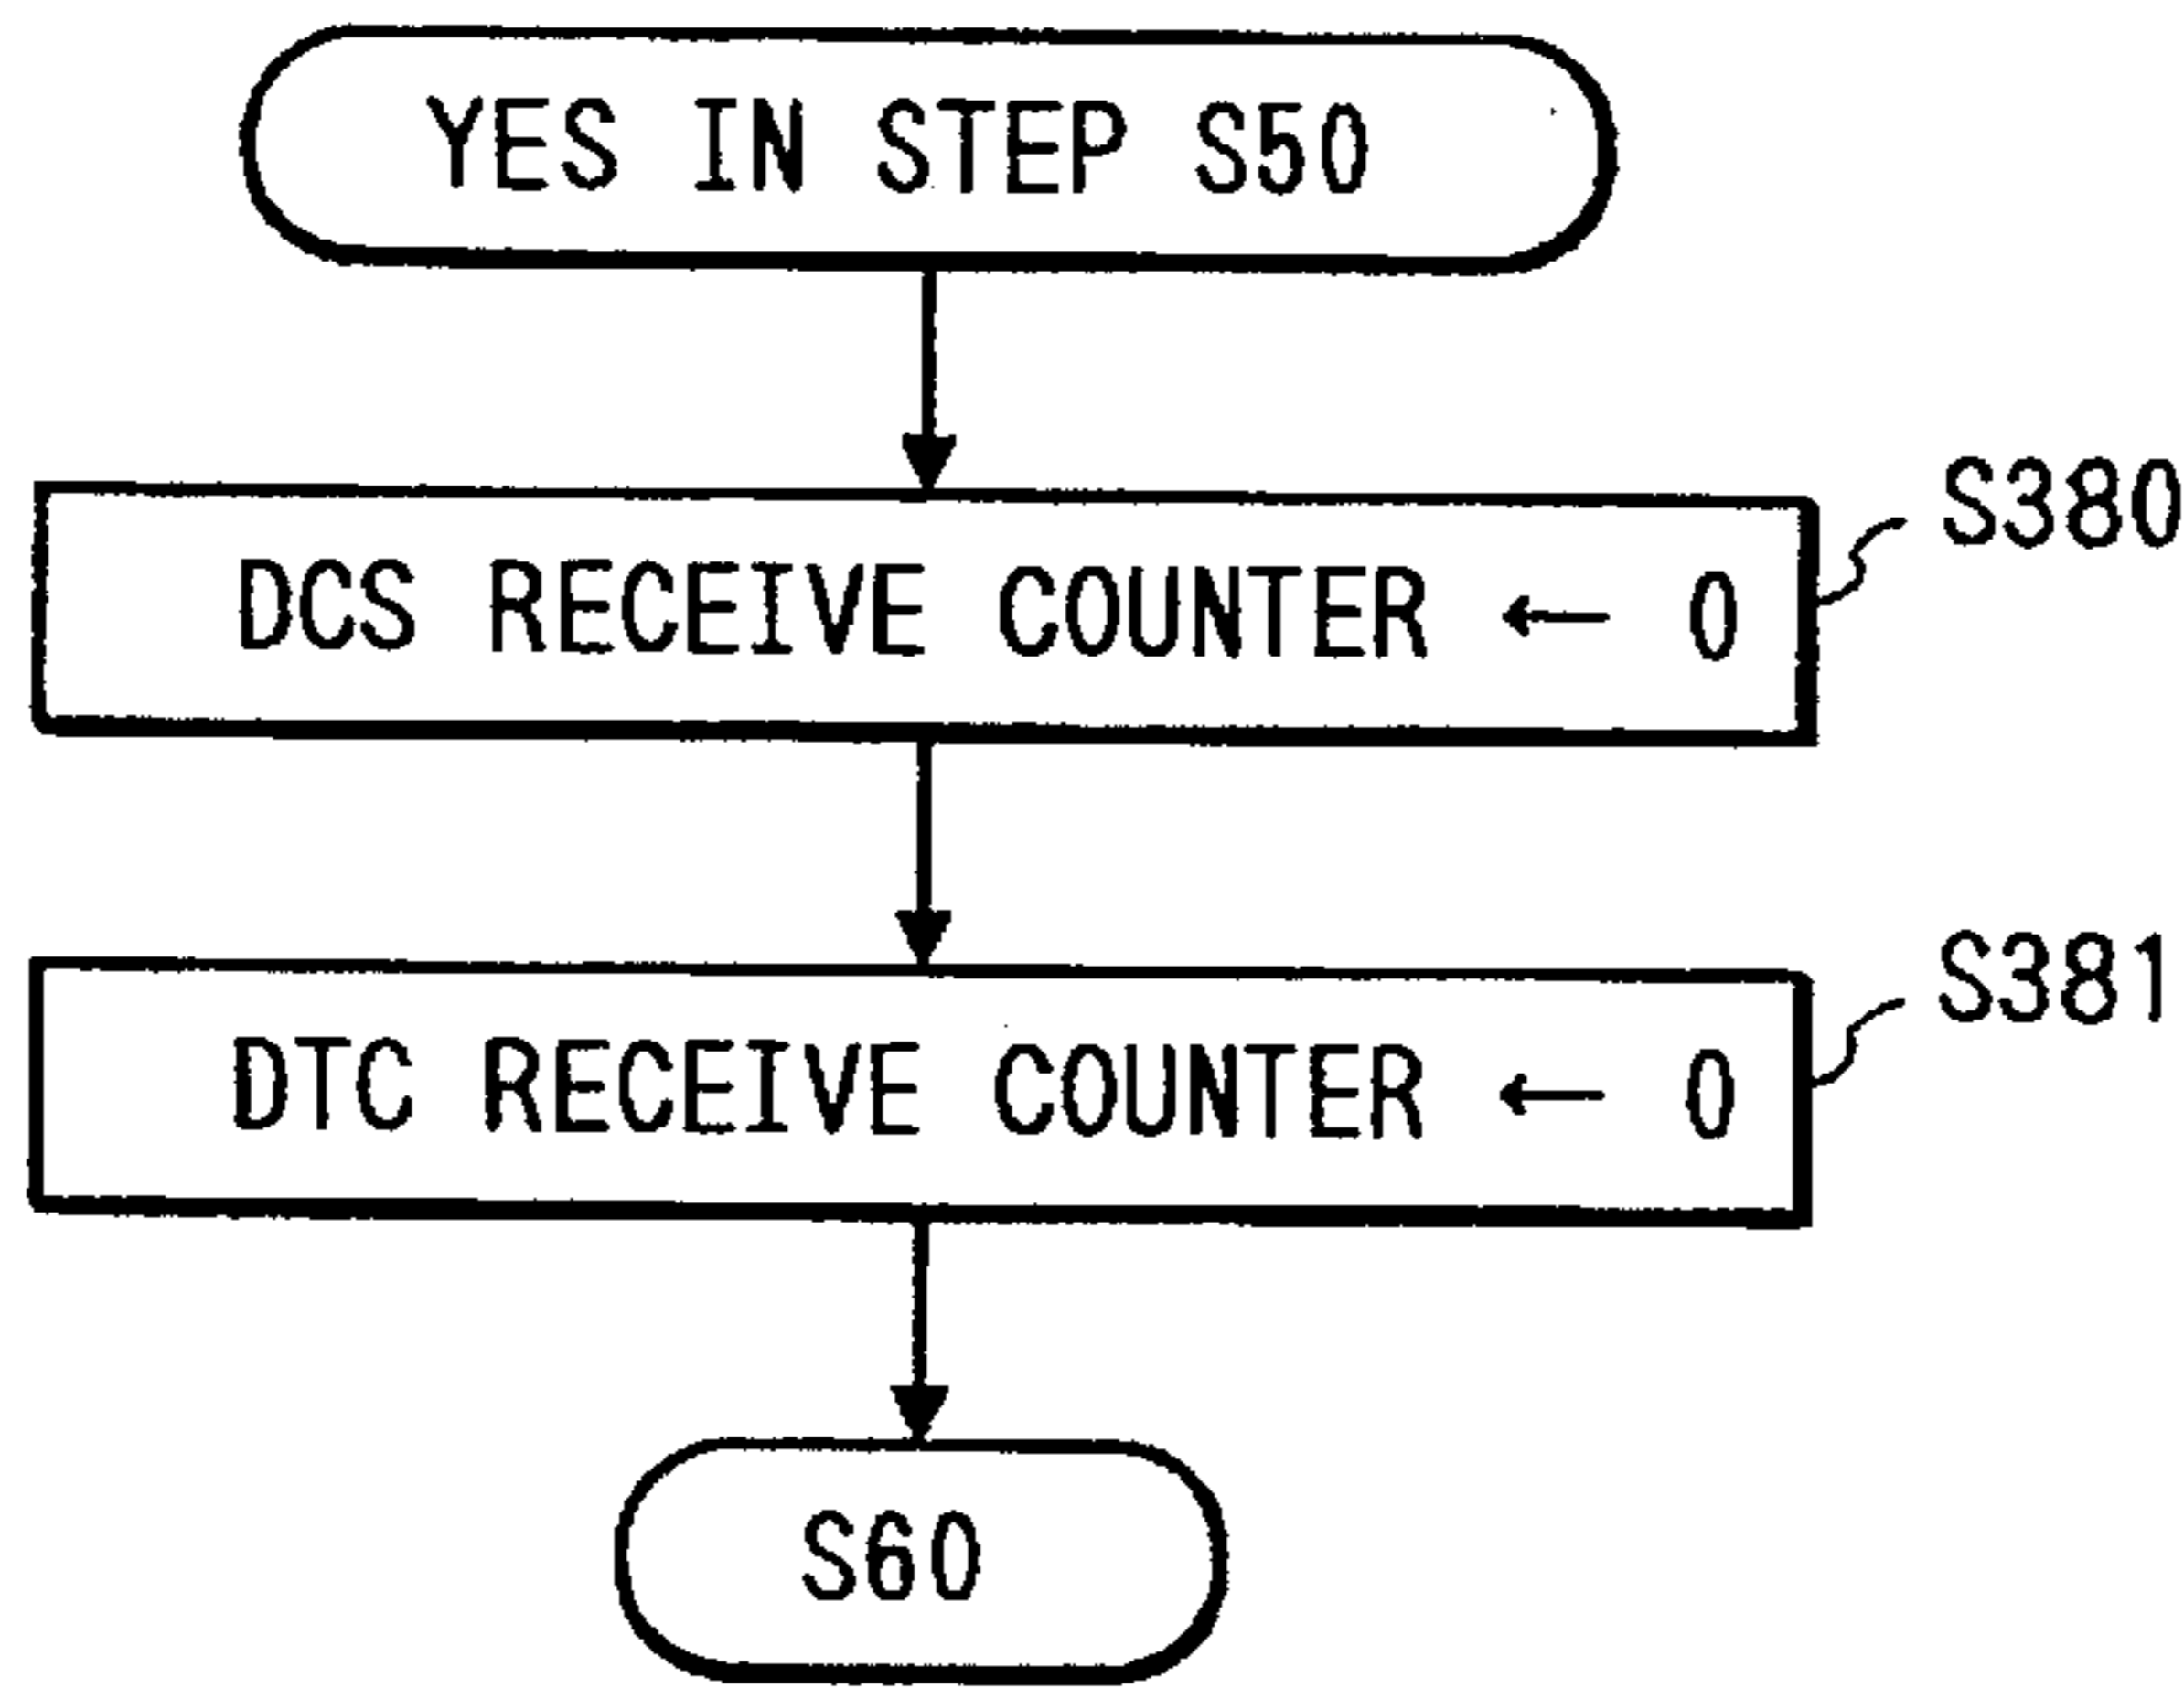 YES IN STEP S50
S380
DCS RECEIVE COUNTER ← 0
S381
DTC RECEIVE COUNTER ← 0
S60